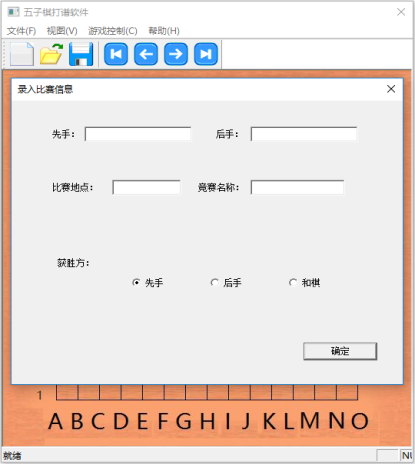 五子棋打谱软件
文件(F) 视图(V) 游戏控制(C) 帮助(H)
录入比赛信息
先手： 后手：
比赛地点： 竞赛名称：
获胜方：
先手 后手 和棋
确定
1
A B C D E F G H I J K L M N O
就绪 NU